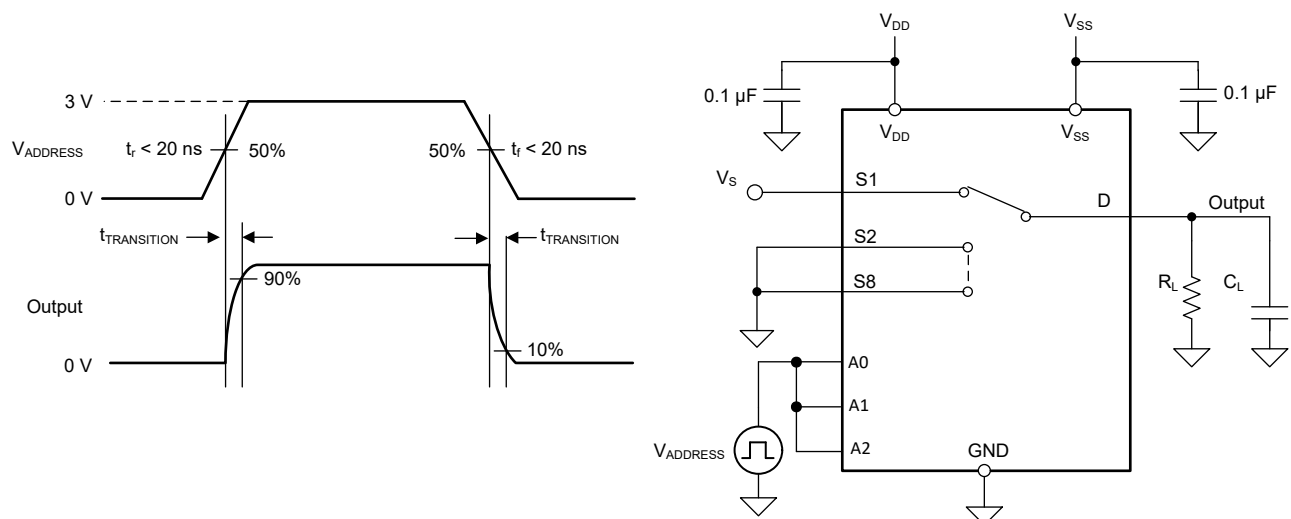 3 V
V_ADDRESS
t_r < 20 ns
50%
50%
t_f < 20 ns
0 V
t_TRANSITION
t_TRANSITION
90%
Output
10%
0 V
V_DD
V_SS
0.1 µF
0.1 µF
V_DD
V_SS
V_S
S1
D
Output
S2
S8
R_L
C_L
A0
A1
A2
V_ADDRESS
GND